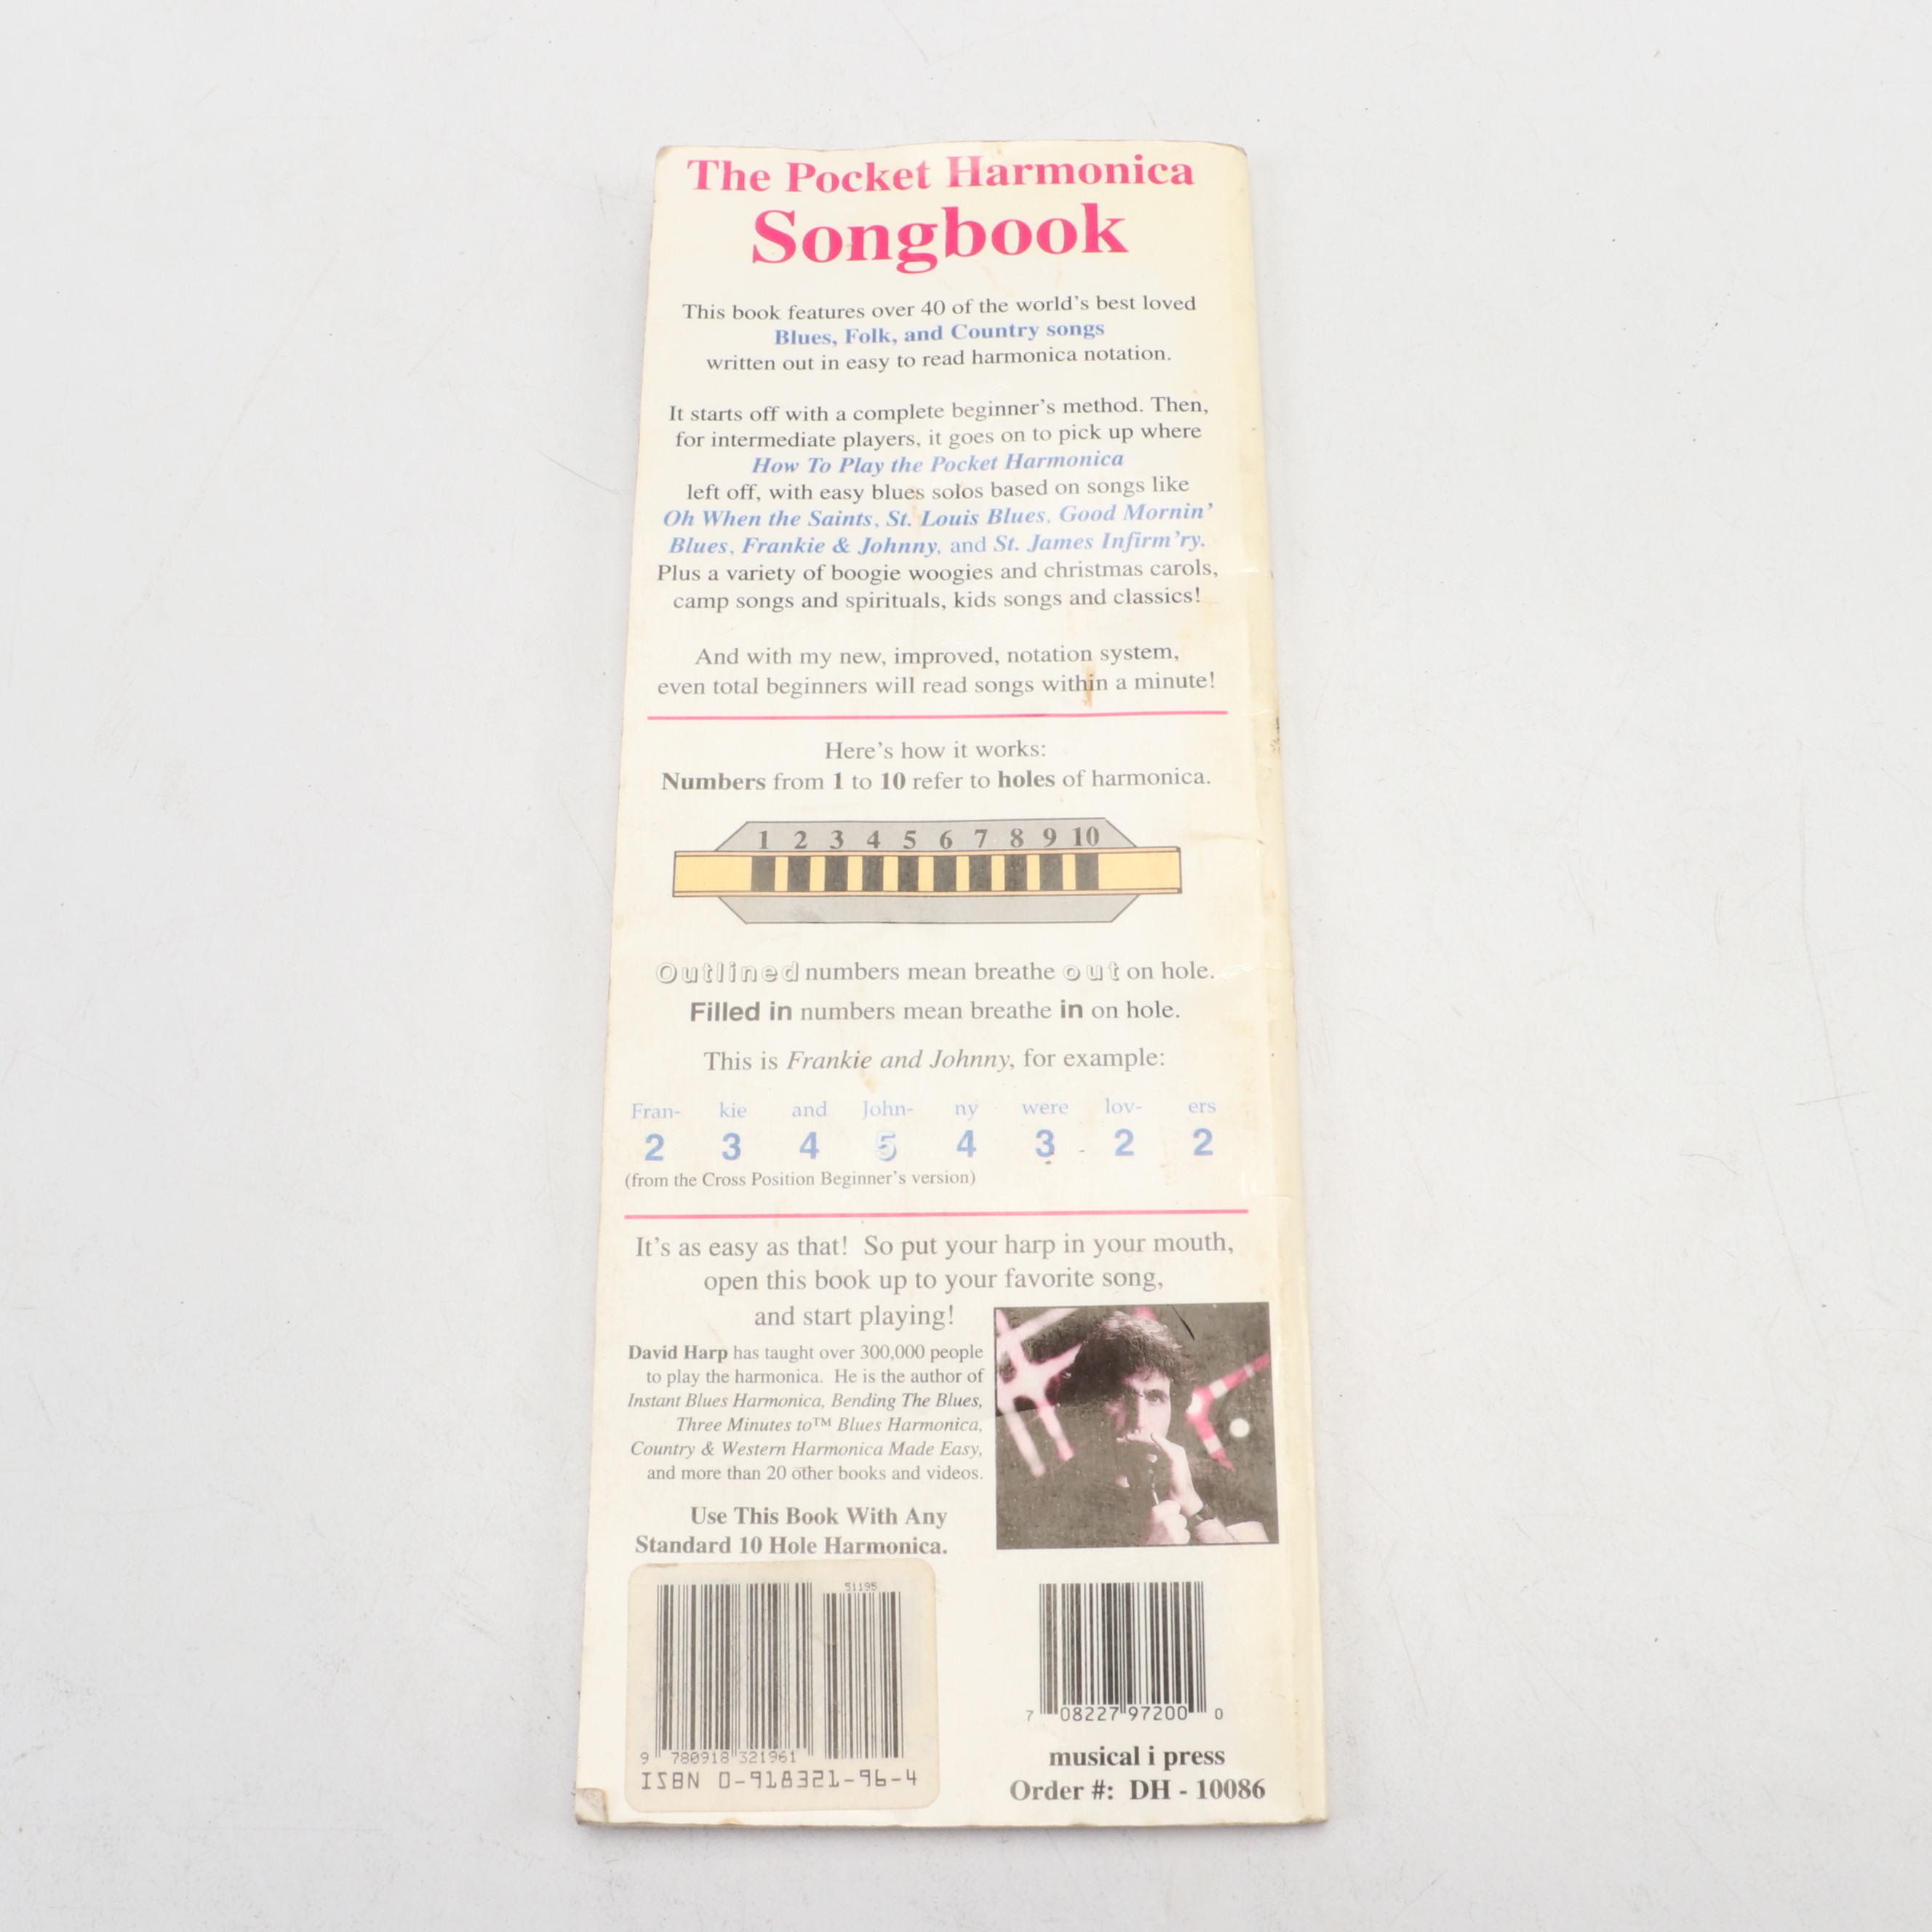 The Pocket Harmonica
Songbook
This book features over 40 of the world's best loved
Blues, Folk, and Country songs
written out in easy to read harmonica notation.
It starts off with a complete beginner's method. Then,
for intermediate players, it goes on to pick up where
How To Play the Pocket Harmonica
left off, with easy blues solos based on songs like
Oh When the Saints, St. Louis Blues, Good Mornin'
Blues, Frankie & Johnny, and St. James Infirm'ry.
Plus a variety of boogie woogies and christmas carols,
camp songs and spirituals, kids songs and classics!
And with my new, improved, notation system,
even total beginners will read songs within a minute!
Here's how it works:
Numbers from 1 to 10 refer to holes of harmonica.
1 2 3 4 5 6 7 8 9 10
Outlined numbers mean breathe out on hole.
Filled in numbers mean breathe in on hole.
This is Frankie and Johnny, for example:
Fran- kie and John- ny were lov- ers
2 3 4 5 4 3 2 2
(from the Cross Position Beginner's version)
It's as easy as that! So put your harp in your mouth,
open this book up to your favorite song,
and start playing!
David Harp has taught over 300,000 people
to play the harmonica. He is the author of
Instant Blues Harmonica, Bending The Blues,
Three Minutes to™ Blues Harmonica,
Country & Western Harmonica Made Easy,
and more than 20 other books and videos.
Use This Book With Any
Standard 10 Hole Harmonica.
51195
9 780918 321961
ISBN 0-918321-96-4
7 08227 97200 0
musical i press
Order #: DH - 10086